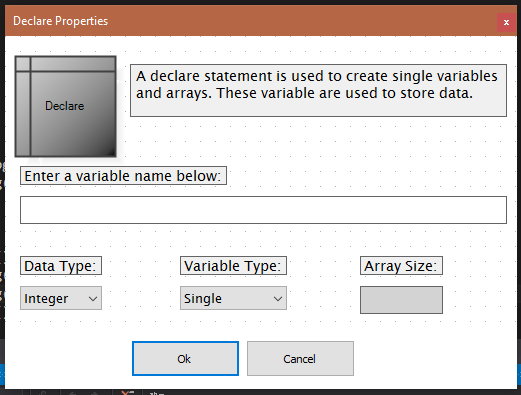 Declare Properties
x
Declare
A declare statement is used to create single variables
and arrays. These variable are used to store data.
Enter a variable name below:
Data Type:
Variable Type:
Array Size:
Integer
Single
Ok
Cancel